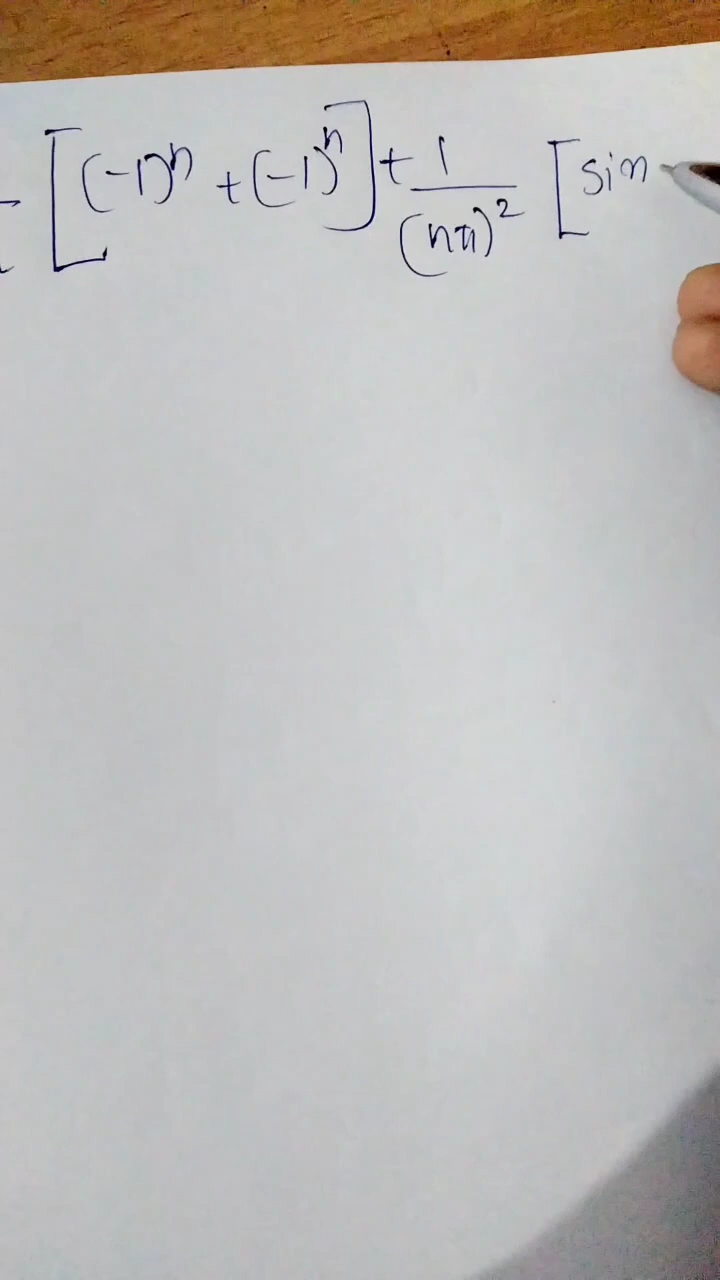 [(-1)^n + (-1)^n] + 1/(nπ)^2 [sin